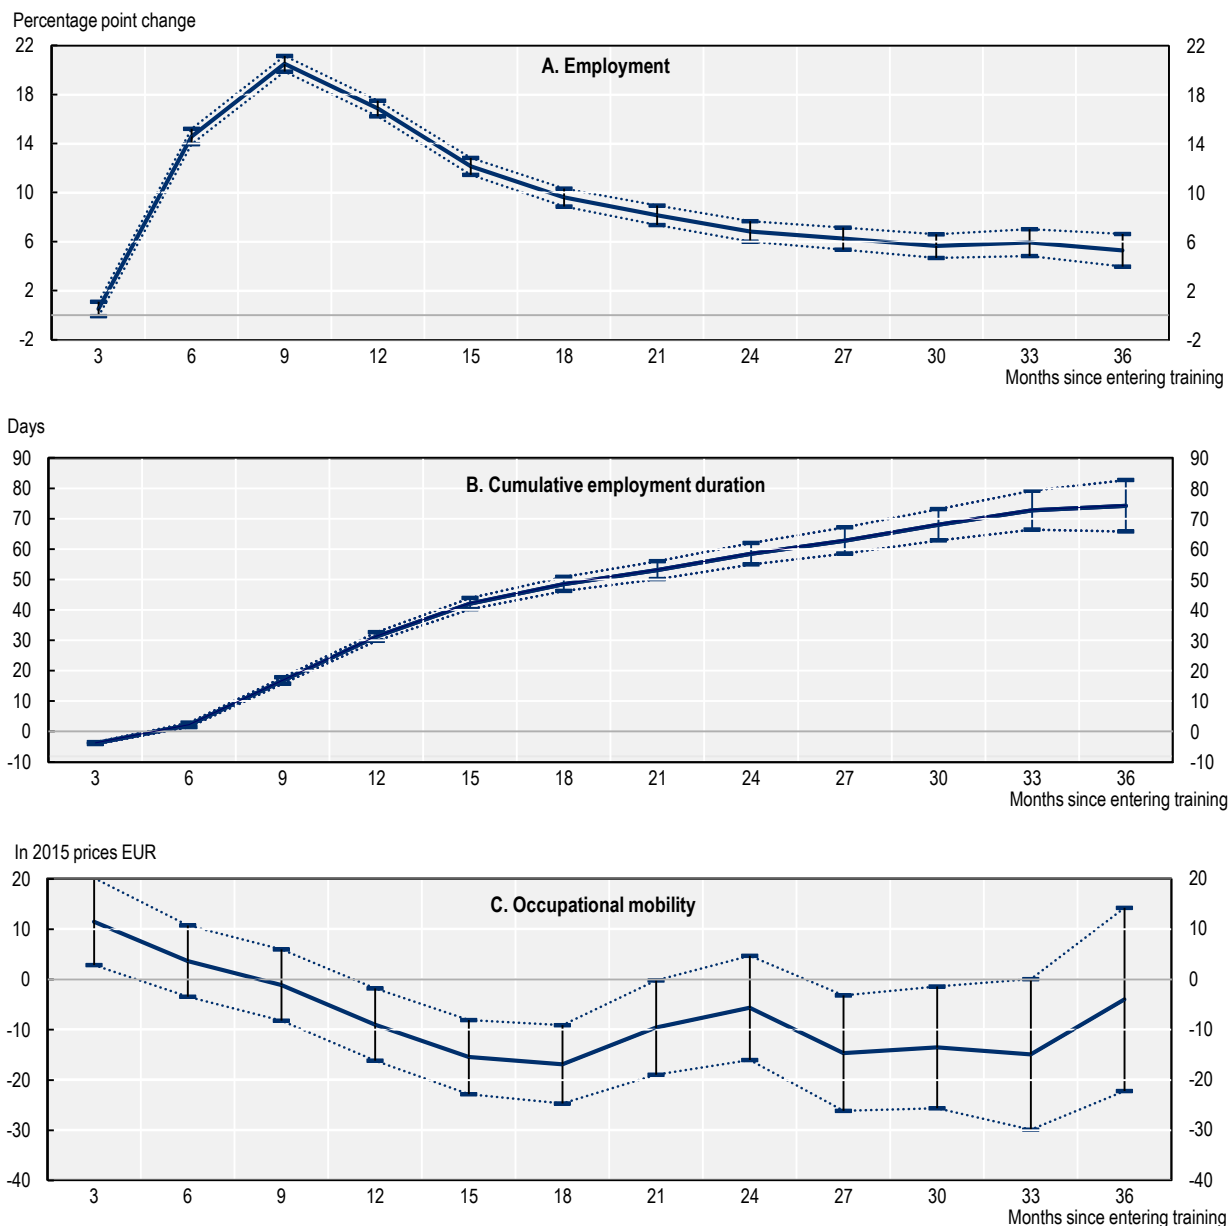 Percentage point change
A. Employment
22 22
18 18
14 14
10 10
6 6
2 2
-2 -2
3 6 9 12 15 18 21 24 27 30 33 36
Months since entering training
Days
B. Cumulative employment duration
90 90
80 80
70 70
60 60
50 50
40 40
30 30
20 20
10 10
0 0
-10 -10
3 6 9 12 15 18 21 24 27 30 33 36
Months since entering training
In 2015 prices EUR
C. Occupational mobility
20 20
10 10
0 0
-10 -10
-20 -20
-30 -30
-40 -40
3 6 9 12 15 18 21 24 27 30 33 36
Months since entering training